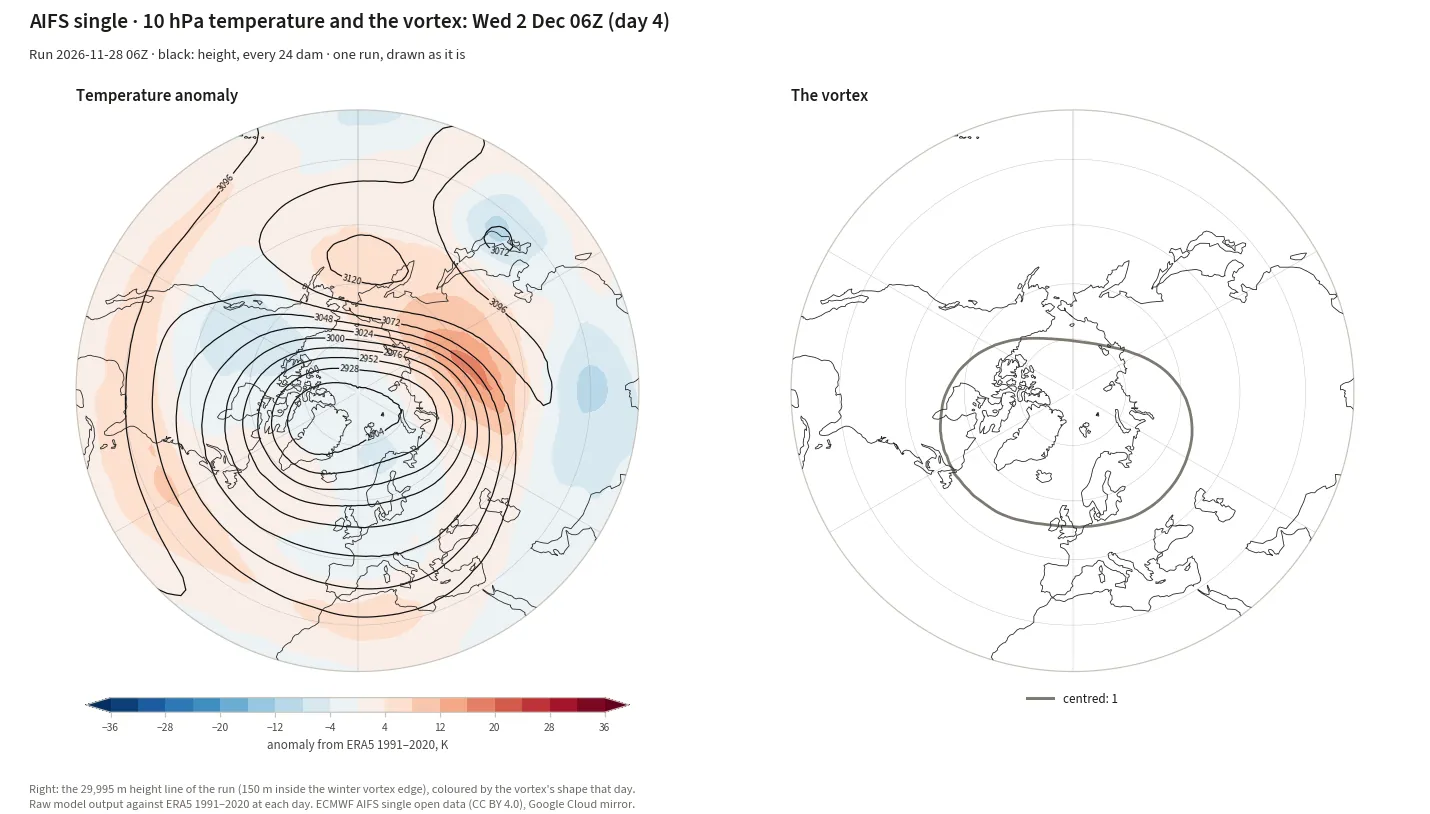 AIFS single · 10 hPa temperature and the vortex: Wed 2 Dec 06Z (day 4)
Run 2026-11-28 06Z · black: height, every 24 dam · one run, drawn as it is
Temperature anomaly
The vortex
3096
3072
3120
3096
3048
3072
3024
3000
2976
2952
2928
−36 −28 −20 −12 −4 4 12 20 28 36
anomaly from ERA5 1991–2020, K
centred: 1
Right: the 29,995 m height line of the run (150 m inside the winter vortex edge), coloured by the vortex's shape that day.
Raw model output against ERA5 1991–2020 at each day. ECMWF AIFS single open data (CC BY 4.0), Google Cloud mirror.